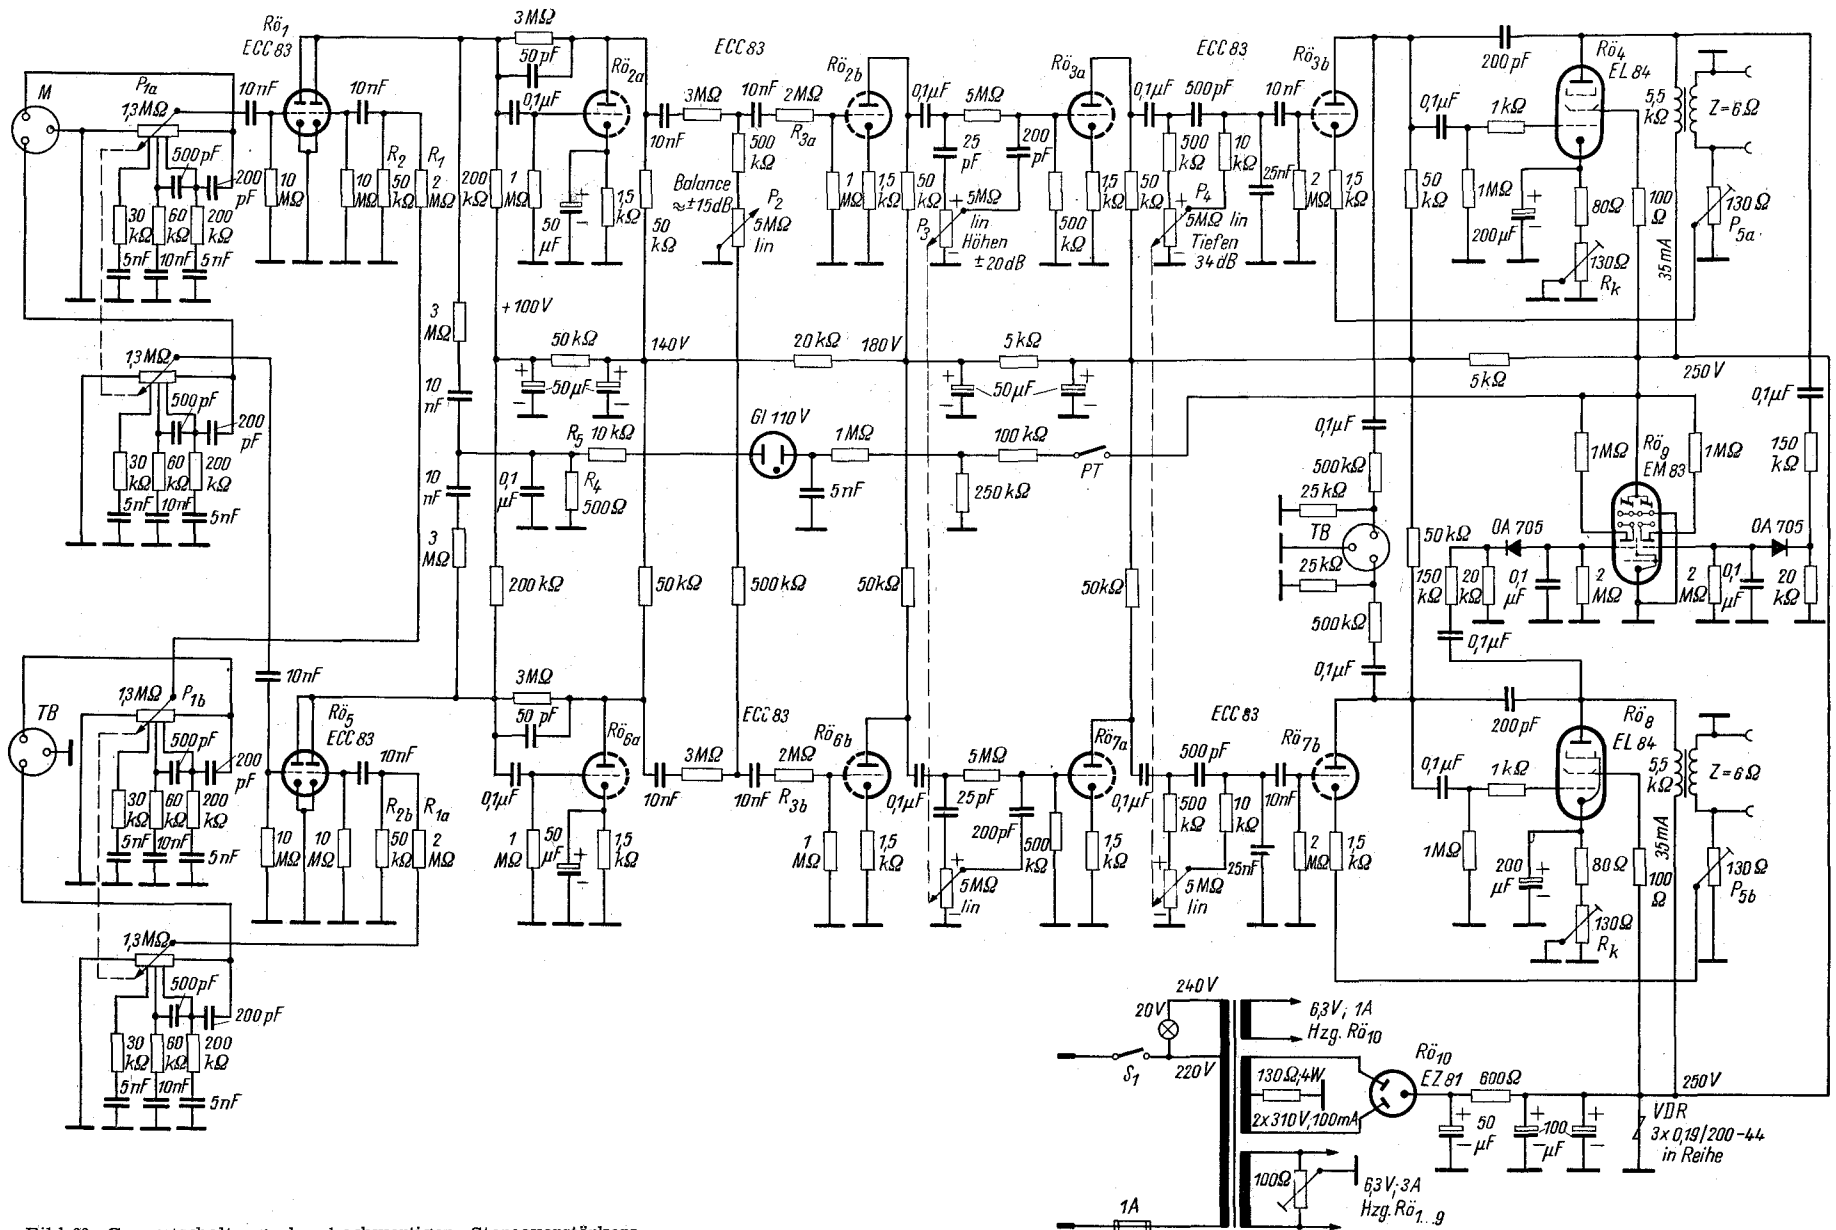 Rö1
ECC 83
3 MΩ
50 pF
Rö2a
ECC 83
Rö2b
Rö3a
ECC 83
Rö3b
200 pF
Rö4
EL 84
M
P1a
1,3 MΩ
10 nF
10 nF
0,1 µF
10 nF
3 MΩ
10 nF
2 MΩ
R3a
0,1 µF
5 MΩ
0,1 µF
500 pF
10 nF
0,1 µF
1 kΩ
5,5 kΩ
Z = 6 Ω
500 pF
200 pF
10 MΩ
10 MΩ
R2
50 kΩ
R1
2 MΩ
200 kΩ
1 MΩ
50 µF
+
−
1,5 kΩ
50 kΩ
500 kΩ
Balance
≈ ±15 dB
P2
5 MΩ
lin
1 MΩ
1,5 kΩ
50 kΩ
25 pF
200 pF
P3
+
5 MΩ
lin
Höhen
± 20 dB
−
500 kΩ
1,5 kΩ
50 kΩ
500 kΩ
10 kΩ
P4
+
5 MΩ lin
Tiefen
34 dB
−
25 nF
2 MΩ
1,5 kΩ
50 kΩ
1 MΩ
200 µF
+
−
80 Ω
130 Ω
Rk
100 Ω
35 mA
130 Ω
P5a
30 kΩ
60 kΩ
200 kΩ
5 nF
10 nF
5 nF
+ 100 V
3 MΩ
50 kΩ
140 V
20 kΩ
180 V
5 kΩ
5 kΩ
250 V
1,3 MΩ
500 pF
200 pF
10 nF
+
50 µF
+
−
−
+
50 µF
+
−
−
0,1 µF
0,1 µF
R5
10 kΩ
Gl 110 V
1 MΩ
100 kΩ
PT
1 MΩ
Rö9
EM 83
1 MΩ
150 kΩ
30 kΩ
60 kΩ
200 kΩ
5 nF
10 nF
5 nF
10 nF
0,1 µF
R4
500 Ω
5 nF
250 kΩ
500 kΩ
25 kΩ
TB
25 kΩ
3 MΩ
200 kΩ
50 kΩ
500 kΩ
50 kΩ
50 kΩ
500 kΩ
50 kΩ
OA 705
OA 705
150 kΩ
20 kΩ
0,1 µF
2 MΩ
2 MΩ
0,1 µF
20 kΩ
0,1 µF
0,1 µF
10 nF
1,3 MΩ
P1b
TB
500 pF
200 pF
Rö5
ECC 83
10 nF
3 MΩ
50 pF
Rö6a
ECC 83
Rö6b
Rö7a
ECC 83
Rö7b
200 pF
Rö8
EL 84
0,1 µF
10 nF
3 MΩ
10 nF
2 MΩ
R3b
0,1 µF
5 MΩ
0,1 µF
500 pF
10 nF
0,1 µF
1 kΩ
5,5 kΩ
Z = 6 Ω
30 kΩ
60 kΩ
200 kΩ
5 nF
10 nF
5 nF
10 MΩ
10 MΩ
R2b
50 kΩ
R1a
2 MΩ
1 MΩ
50 µF
+
−
1,5 kΩ
1 MΩ
1,5 kΩ
25 pF
200 pF
+
5 MΩ
lin
−
500 kΩ
1,5 kΩ
500 kΩ
10 kΩ
+
5 MΩ
lin
−
25 nF
2 MΩ
1,5 kΩ
1 MΩ
200 µF
+
−
80 Ω
130 Ω
Rk
100 Ω
35 mA
130 Ω
P5b
1,3 MΩ
500 pF
200 pF
30 kΩ
60 kΩ
200 kΩ
5 nF
10 nF
5 nF
240 V
20 V
S1
220 V
6,3 V; 1 A
Hzg. Rö10
130 Ω; 4 W
2 x 310 V, 100 mA
Rö10
EZ 81
600 Ω
250 V
+
50 µF
−
+
100 µF
−
+
−
VDR
3 x 0,19/200-44
in Reihe
100 Ω
6,3 V; 3 A
Hzg. Rö1...9
1 A